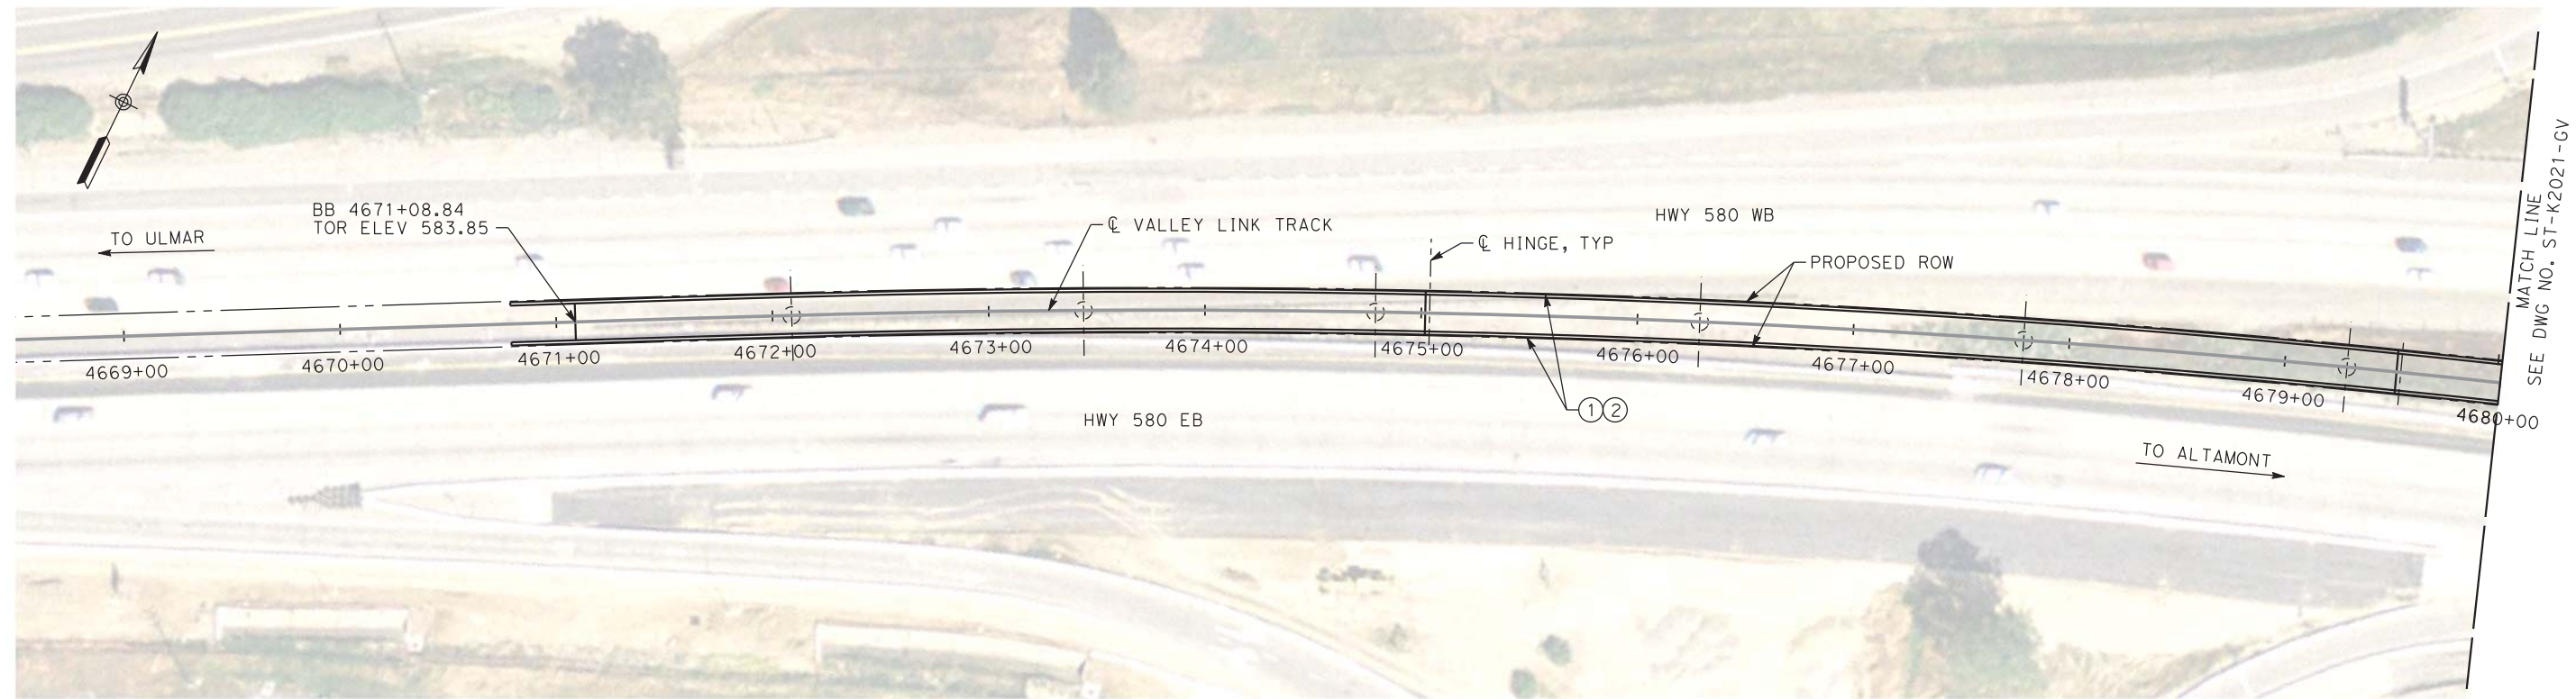 BB 4671+08.84
TOR ELEV 583.85
TO ULMAR
℄ VALLEY LINK TRACK
℄ HINGE, TYP
HWY 580 WB
PROPOSED ROW
4669+00
4670+00
4671+00
4672+00
4673+00
4674+00
4675+00
4676+00
4677+00
4678+00
4679+00
4680+00
1 2
HWY 580 EB
TO ALTAMONT
MATCH LINE
SEE DWG NO. ST-K2021-GV